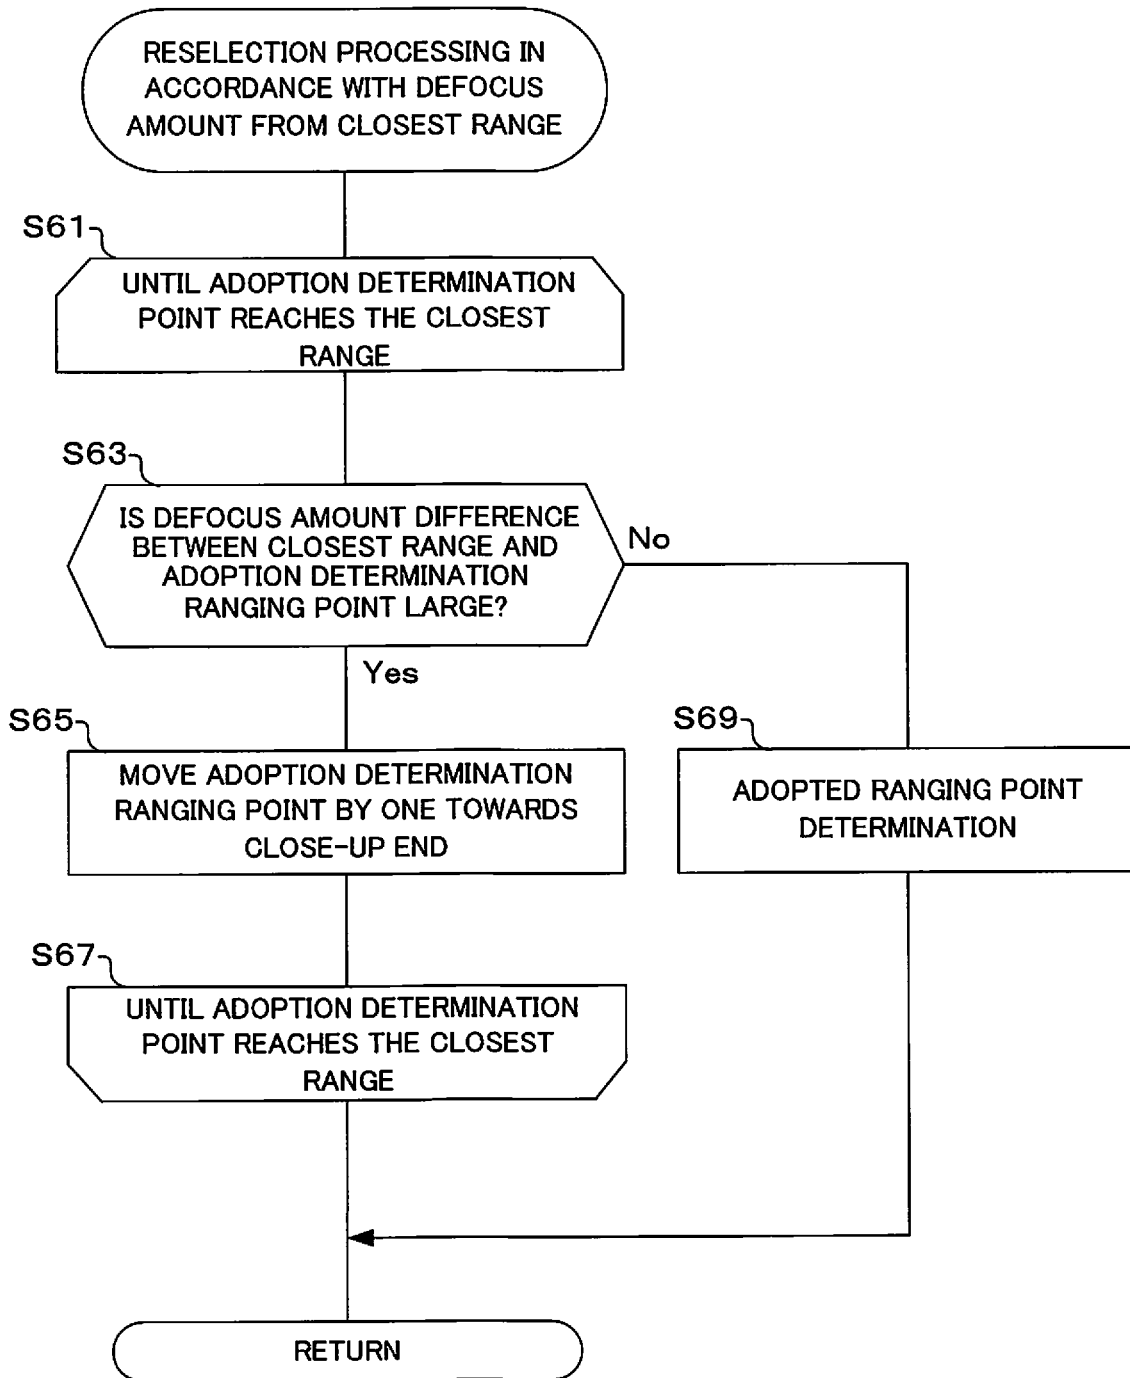 RESELECTION PROCESSING IN
ACCORDANCE WITH DEFOCUS
AMOUNT FROM CLOSEST RANGE
S61
UNTIL ADOPTION DETERMINATION
POINT REACHES THE CLOSEST
RANGE
S63
IS DEFOCUS AMOUNT DIFFERENCE
BETWEEN CLOSEST RANGE AND
ADOPTION DETERMINATION
RANGING POINT LARGE?
No
Yes
S65
MOVE ADOPTION DETERMINATION
RANGING POINT BY ONE TOWARDS
CLOSE-UP END
S69
ADOPTED RANGING POINT
DETERMINATION
S67
UNTIL ADOPTION DETERMINATION
POINT REACHES THE CLOSEST
RANGE
RETURN